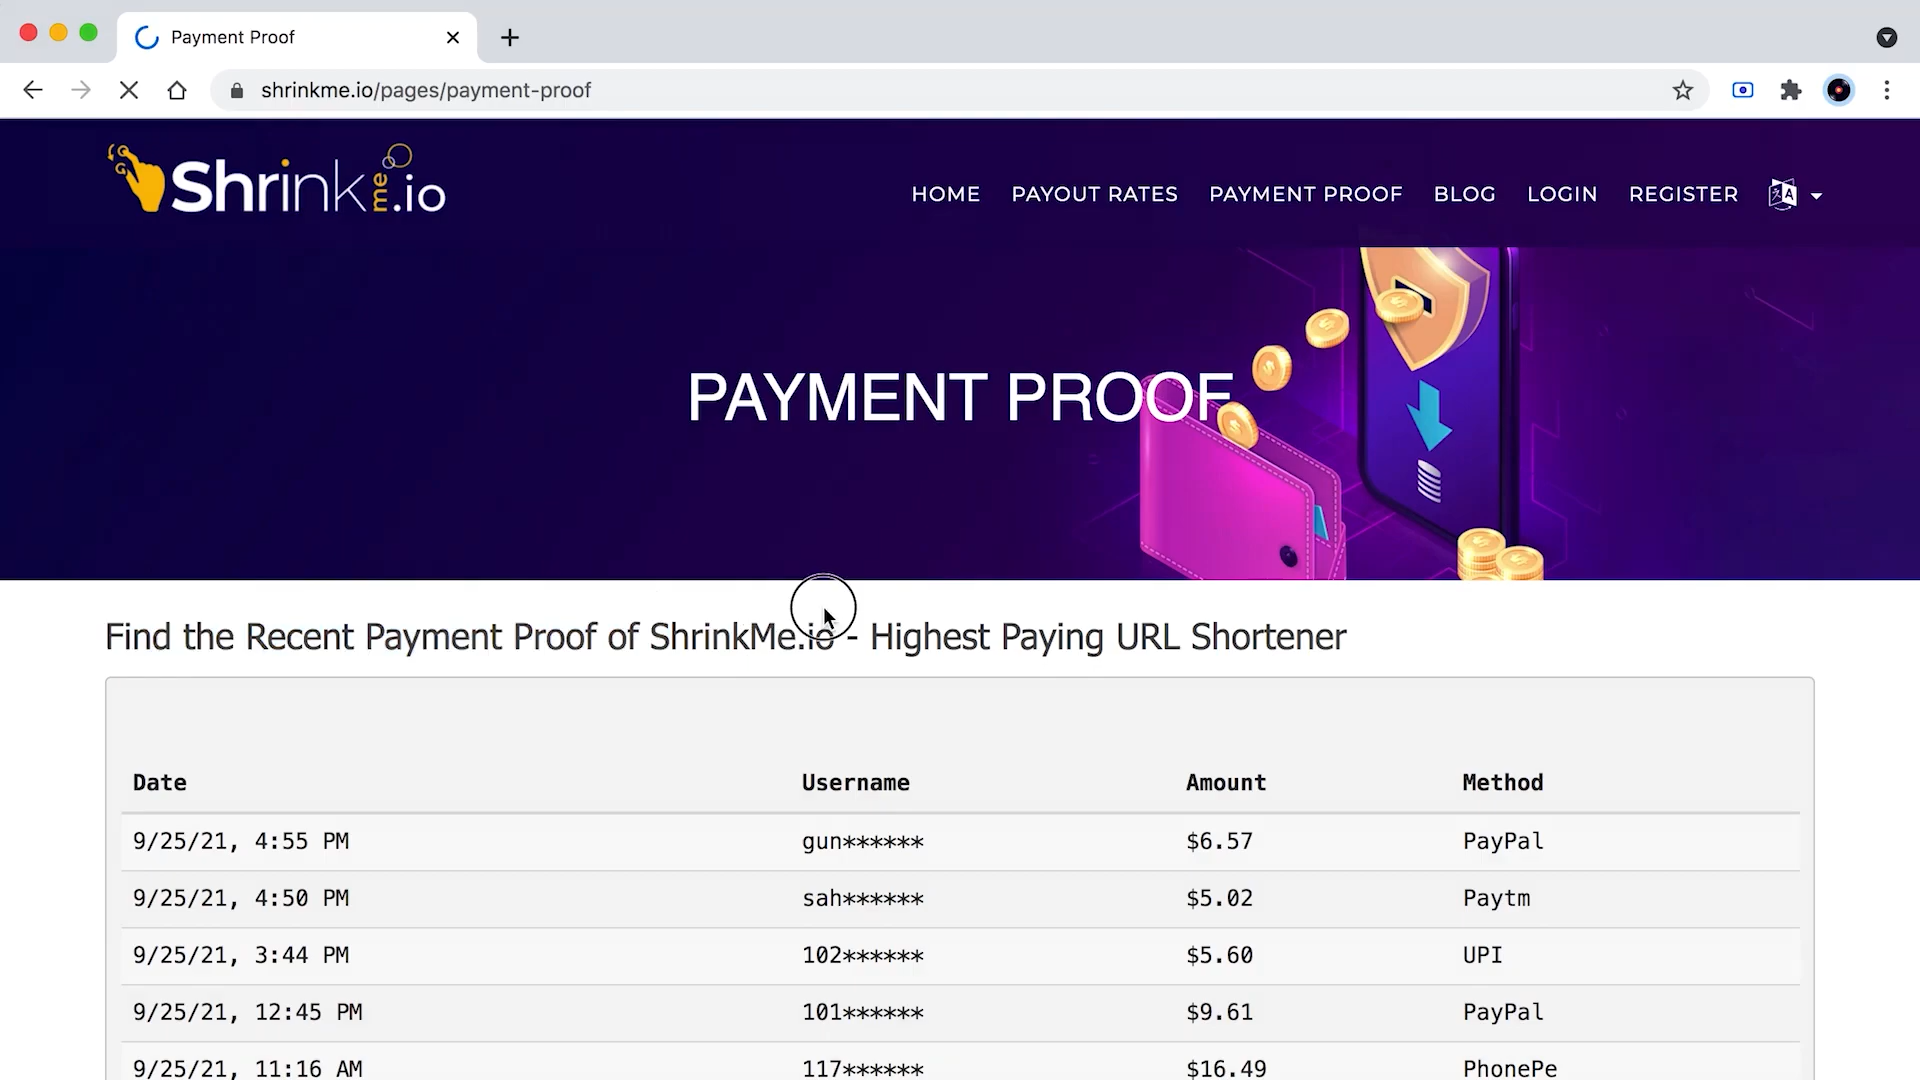 Payment Proof
shrinkme.io/pages/payment-proof
Shrinkme.io
HOME PAYOUT RATES PAYMENT PROOF BLOG LOGIN REGISTER
PAYMENT PROOF
Find the Recent Payment Proof of ShrinkMe.io - Highest Paying URL Shortener
Date Username Amount Method
9/25/21, 4:55 PM gun****** $6.57 PayPal
9/25/21, 4:50 PM sah****** $5.02 Paytm
9/25/21, 3:44 PM 102****** $5.60 UPI
9/25/21, 12:45 PM 101****** $9.61 PayPal
9/25/21, 11:16 AM 117****** $16.49 PhonePe